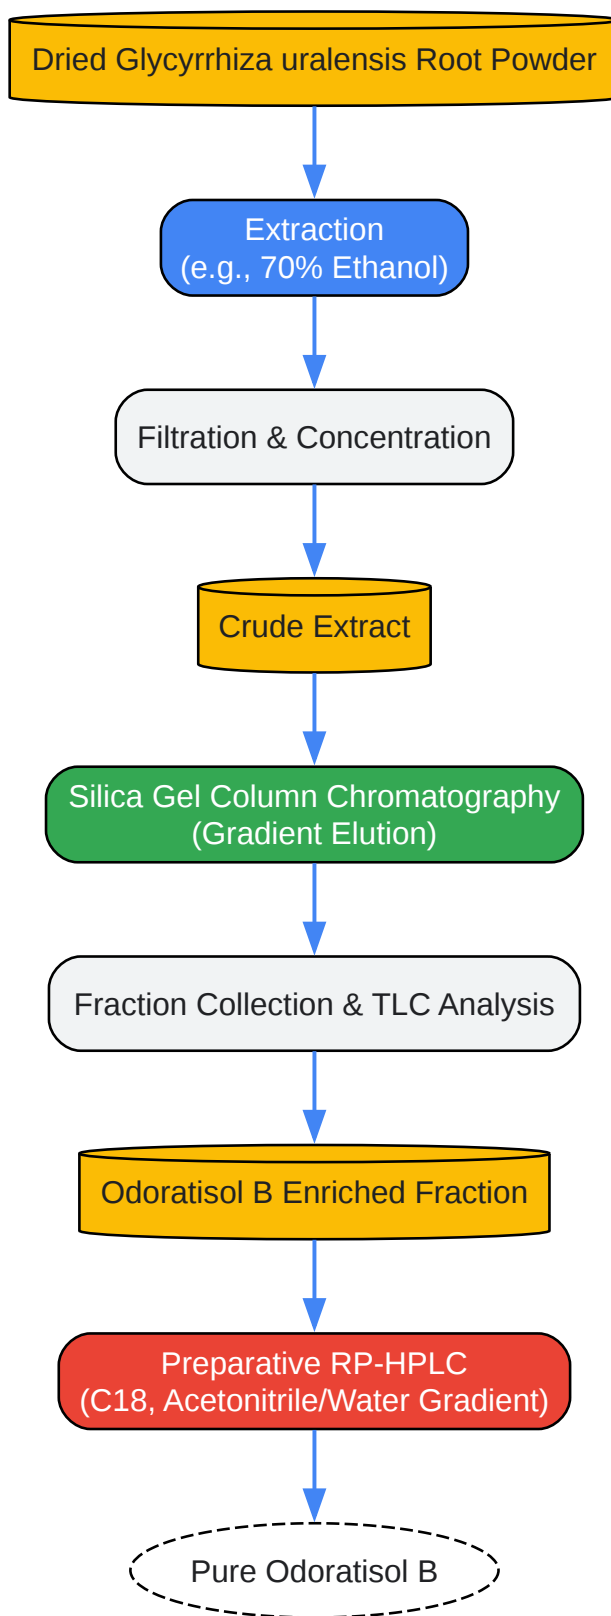 Dried Glycyrrhiza uralensis Root Powder
Extraction
(e.g., 70% Ethanol)
Filtration & Concentration
Crude Extract
Silica Gel Column Chromatography
(Gradient Elution)
Fraction Collection & TLC Analysis
Odoratisol B Enriched Fraction
Preparative RP-HPLC
(C18, Acetonitrile/Water Gradient)
Pure Odoratisol B